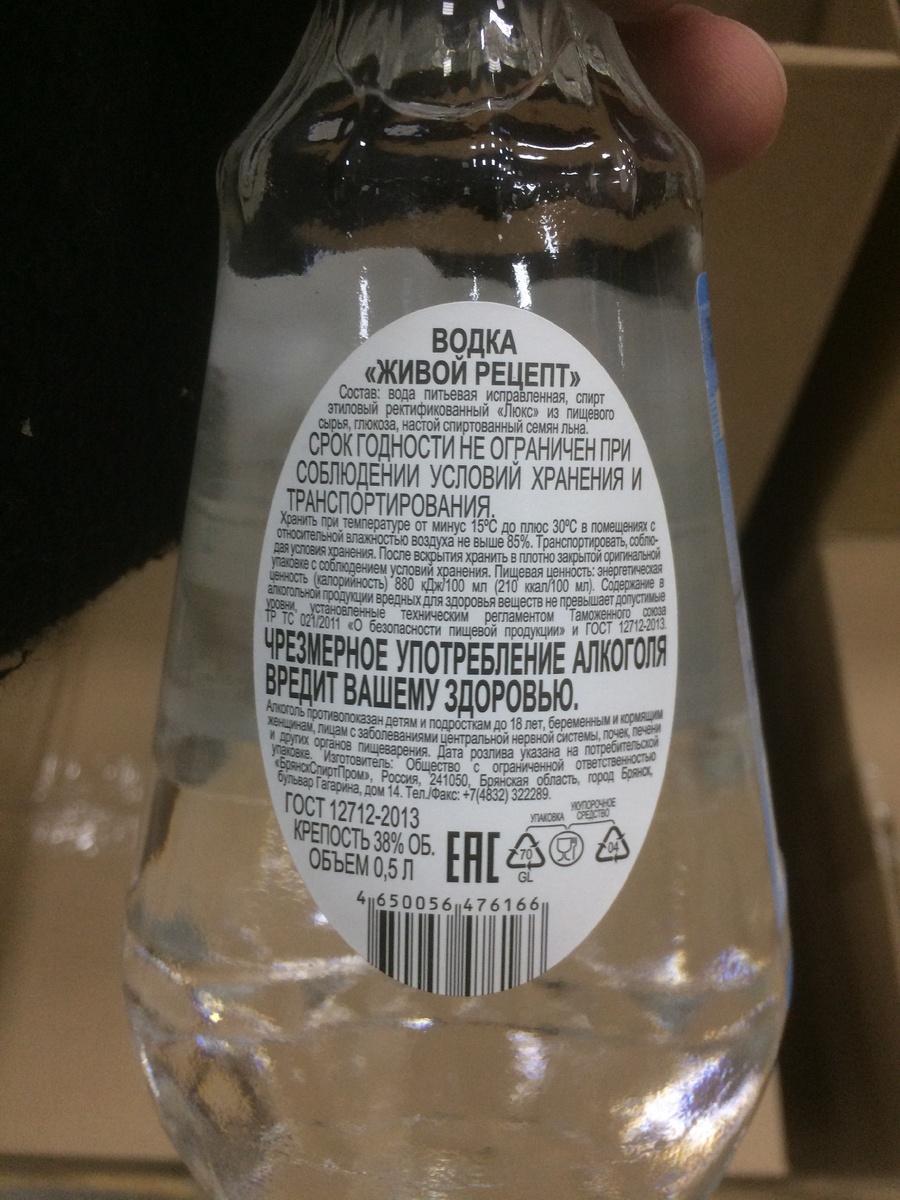 ВОДКА
«ЖИВОЙ РЕЦЕПТ»
Состав: вода питьевая исправленная, спирт
этиловый ректификованный «Люкс» из пищевого
сырья, глюкоза, настой спиртованный семян льна.
СРОК ГОДНОСТИ НЕ ОГРАНИЧЕН ПРИ
СОБЛЮДЕНИИ УСЛОВИЙ ХРАНЕНИЯ И
ТРАНСПОРТИРОВАНИЯ.
Хранить при температуре от минус 15ºС до плюс 30ºС в помещениях с
относительной влажностью воздуха не выше 85%. Транспортировать, соблю-
дая условия хранения. После вскрытия хранить в плотно закрытой оригинальной
упаковке с соблюдением условий хранения. Пищевая ценность: энергетическая
ценность (калорийность) 880 кДж/100 мл (210 ккал/100 мл). Содержание в
алкогольной продукции вредных для здоровья веществ не превышает допустимые
уровни, установленные техническим регламентом Таможенного союза
ТР ТС 021/2011 «О безопасности пищевой продукции» и ГОСТ 12712-2013.
ЧРЕЗМЕРНОЕ УПОТРЕБЛЕНИЕ АЛКОГОЛЯ
ВРЕДИТ ВАШЕМУ ЗДОРОВЬЮ.
Алкоголь противопоказан детям и подросткам до 18 лет, беременным и кормящим
женщинам, лицам с заболеваниями центральной нервной системы, почек, печени
и других органов пищеварения. Дата розлива указана на потребительской
упаковке. Изготовитель: Общество с ограниченной ответственностью
«БрянскСпиртПром», Россия, 241050, Брянская область, город Брянск,
бульвар Гагарина, дом 14. Тел./Факс: +7(4832) 322289.
ГОСТ 12712-2013
КРЕПОСТЬ 38% ОБ.
ОБЪЕМ 0,5 Л
ЕАС
УПАКОВКА
УКУПОРОЧНОЕ
СРЕДСТВО
70
GL
04
4 650056 476166